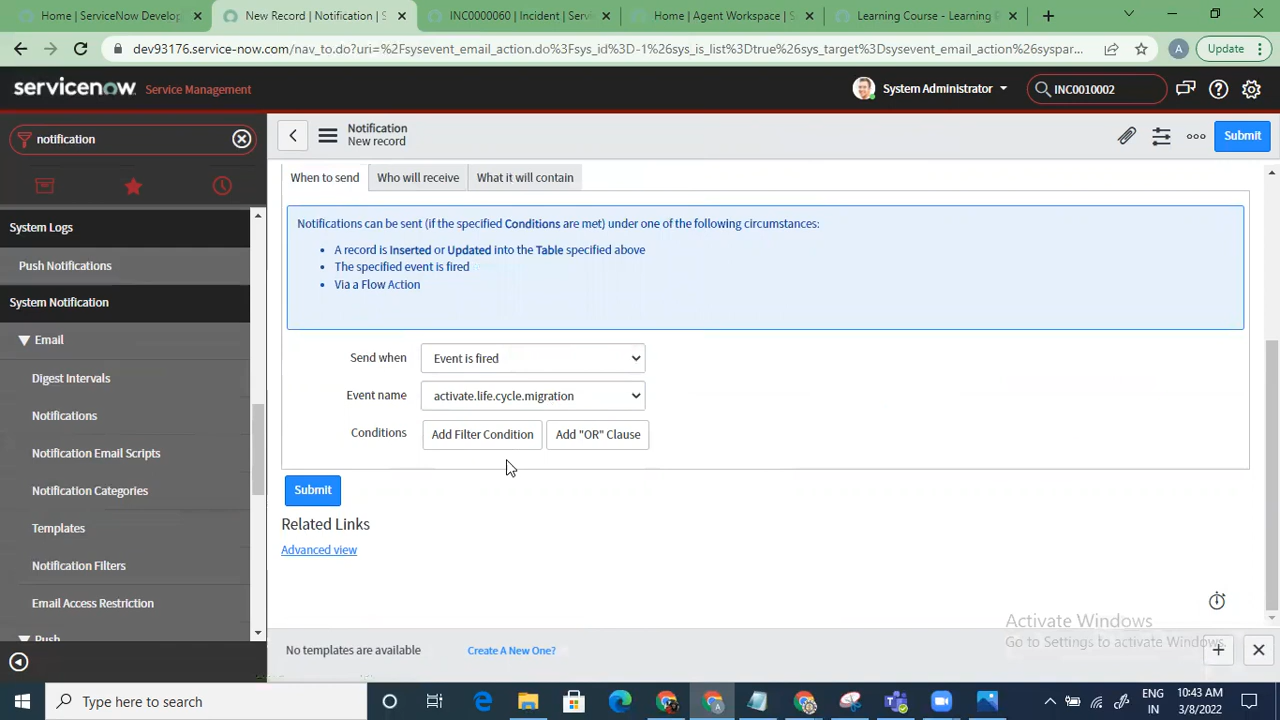 Home | ServiceNow Develop
New Record | Notification | S
INC0000060 | Incident | Servi
Home | Agent Workspace | S
Learning Course - Learning
dev93176.service-now.com/nav_to.do?uri=%2Fsysevent_email_action.do%3Fsys_id%3D-1%26sys_is_list%3Dtrue%26sys_target%3Dsysevent_email_action%26syspar...
A
Update
servicenow Service Management
System Administrator
INC0010002
notification
Notification
New record
Submit
When to send
Who will receive
What it will contain
Notifications can be sent (if the specified Conditions are met) under one of the following circumstances:
• A record is Inserted or Updated into the Table specified above
• The specified event is fired
• Via a Flow Action
Send when
Event is fired
Event name
activate.life.cycle.migration
Conditions
Add Filter Condition
Add "OR" Clause
Submit
Related Links
Advanced view
System Logs
Push Notifications
System Notification
Email
Digest Intervals
Notifications
Notification Email Scripts
Notification Categories
Templates
Notification Filters
Email Access Restriction
Push
Activate Windows
Go to Settings to activate Windows.
No templates are available
Create A New One?
Type here to search
ENG
IN
10:43 AM
3/8/2022